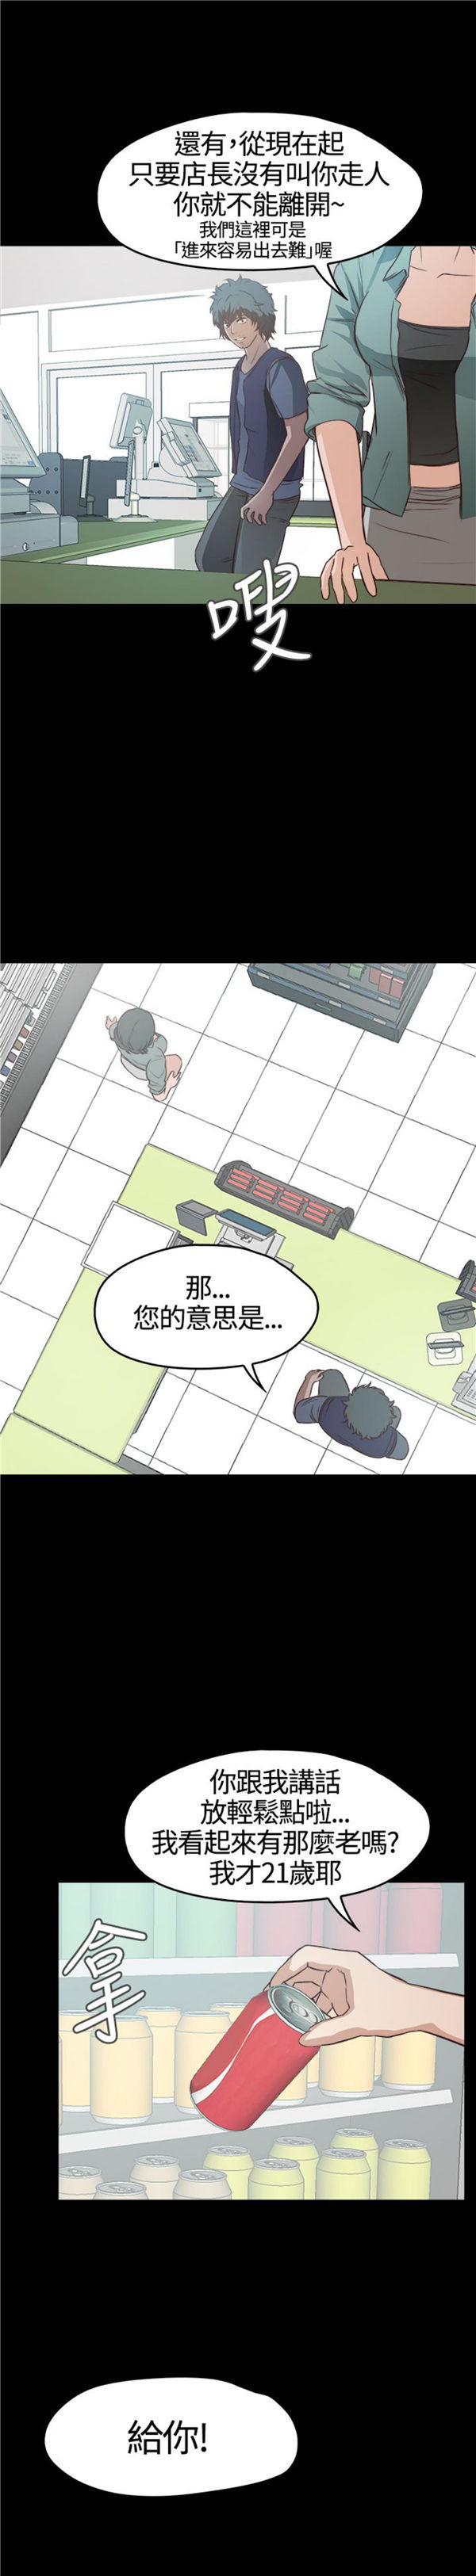 還有，從現在起
只要店長沒有叫你走人
你就不能離開~
我們這裡可是
「進來容易出去難」喔
嗖
那...
您的意思是...
你跟我講話
放輕鬆點啦...
我看起來有那麼老嗎?
我才21歲耶
拿
給你!